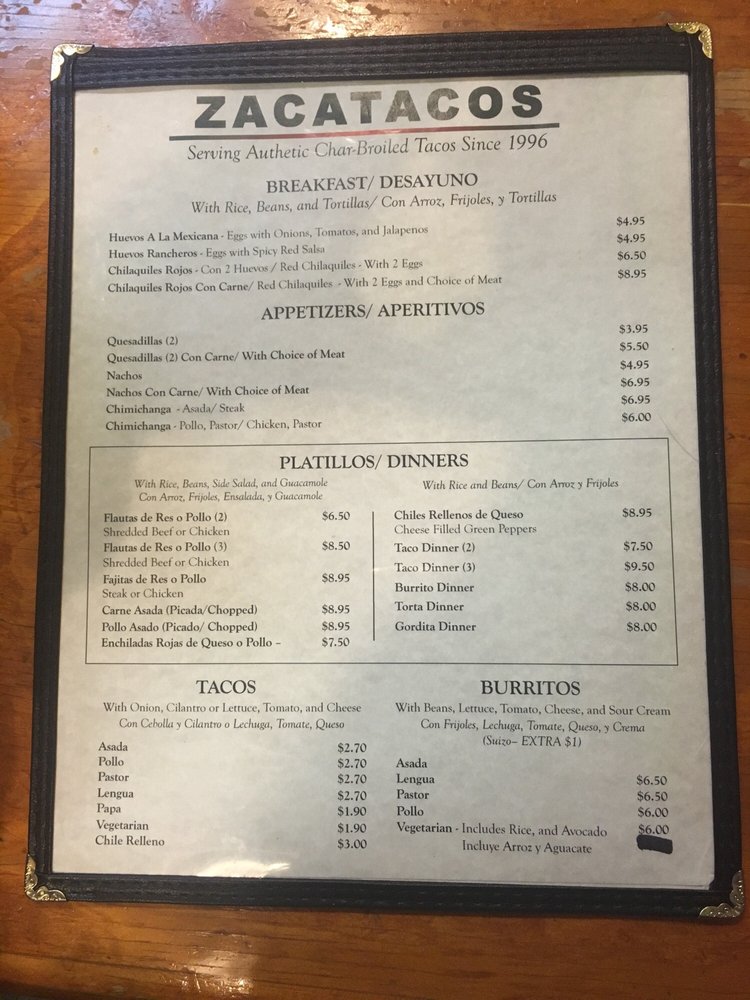 ZACATACOS
Serving Authetic Char-Broiled Tacos Since 1996
BREAKFAST/ DESAYUNO
With Rice, Beans, and Tortillas/ Con Arroz, Frijoles, y Tortillas
Huevos A La Mexicana - Eggs with Onions, Tomatos, and Jalapenos $4.95
Huevos Rancheros - Eggs with Spicy Red Salsa $4.95
Chilaquiles Rojos - Con 2 Huevos / Red Chilaquiles - With 2 Eggs $6.50
Chilaquiles Rojos Con Carne/ Red Chilaquiles - With 2 Eggs and Choice of Meat $8.95
APPETIZERS/ APERITIVOS
Quesadillas (2) $3.95
Quesadillas (2) Con Carne/ With Choice of Meat $5.50
Nachos $4.95
Nachos Con Carne/ With Choice of Meat $6.95
Chimichanga - Asada/ Steak $6.95
Chimichanga - Pollo, Pastor/ Chicken, Pastor $6.00
PLATILLOS/ DINNERS
With Rice, Beans, Side Salad, and Guacamole
Con Arroz, Frijoles, Ensalada, y Guacamole
Flautas de Res o Pollo (2) $6.50
Shredded Beef or Chicken
Flautas de Res o Pollo (3) $8.50
Shredded Beef or Chicken
Fajitas de Res o Pollo $8.95
Steak or Chicken
Carne Asada (Picada/Chopped) $8.95
Pollo Asado (Picado/ Chopped) $8.95
Enchiladas Rojas de Queso o Pollo – $7.50
With Rice and Beans/ Con Arroz y Frijoles
Chiles Rellenos de Queso $8.95
Cheese Filled Green Peppers
Taco Dinner (2) $7.50
Taco Dinner (3) $9.50
Burrito Dinner $8.00
Torta Dinner $8.00
Gordita Dinner $8.00
TACOS
With Onion, Cilantro or Lettuce, Tomato, and Cheese
Con Cebolla y Cilantro o Lechuga, Tomate, Queso
Asada $2.70
Pollo $2.70
Pastor $2.70
Lengua $2.70
Papa $1.90
Vegetarian $1.90
Chile Relleno $3.00
BURRITOS
With Beans, Lettuce, Tomato, Cheese, and Sour Cream
Con Frijoles, Lechuga, Tomate, Queso, y Crema
(Suizo– EXTRA $1)
Asada
Lengua $6.50
Pastor $6.50
Pollo $6.00
Vegetarian - Includes Rice, and Avocado $6.00
Incluye Arroz y Aguacate